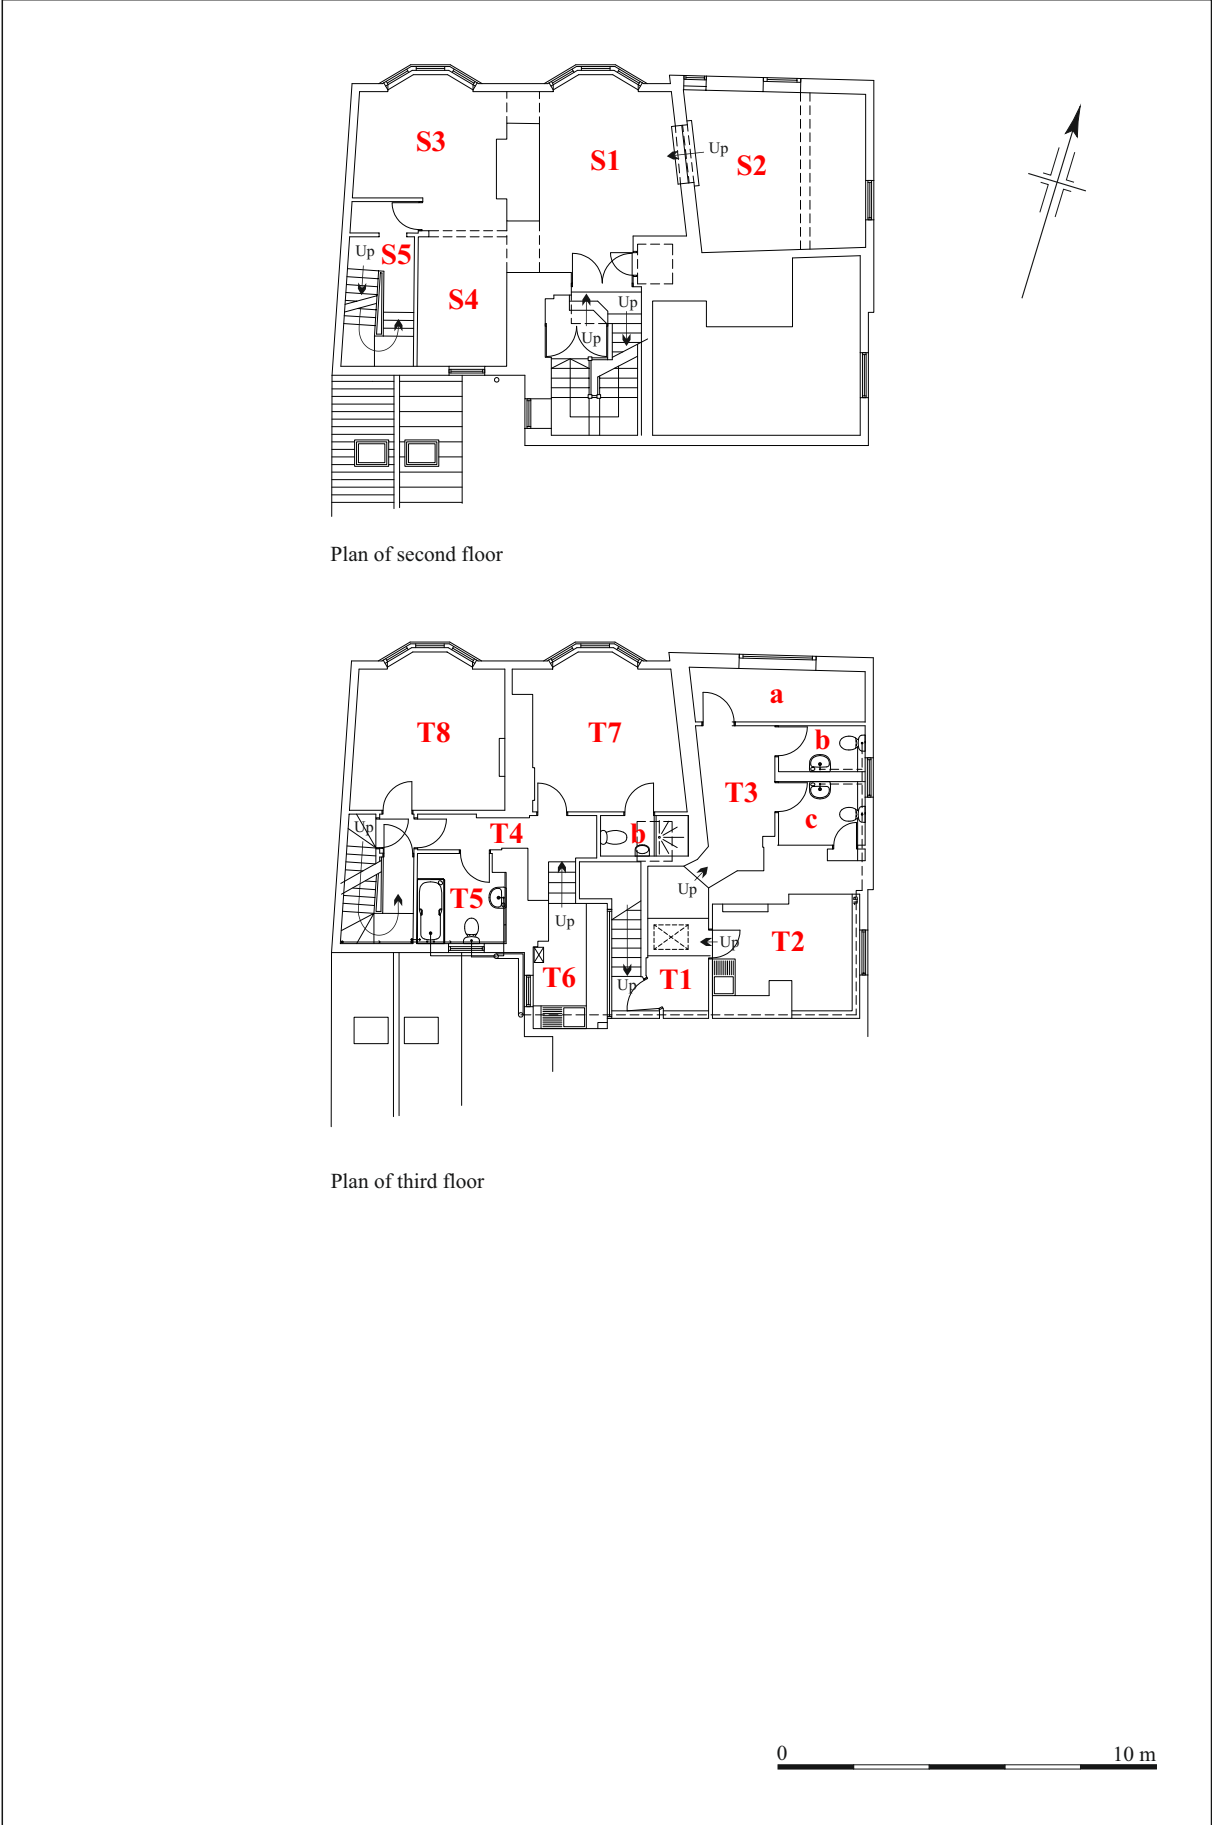 S3
S1
Up
S2
Up
S5
S4
Up
Up
Plan of second floor
a
T8
T7
b
T3
c
Up
T4
b
Up
T5
Up
Up
T2
T6
Up
T1
Plan of third floor
0
10 m